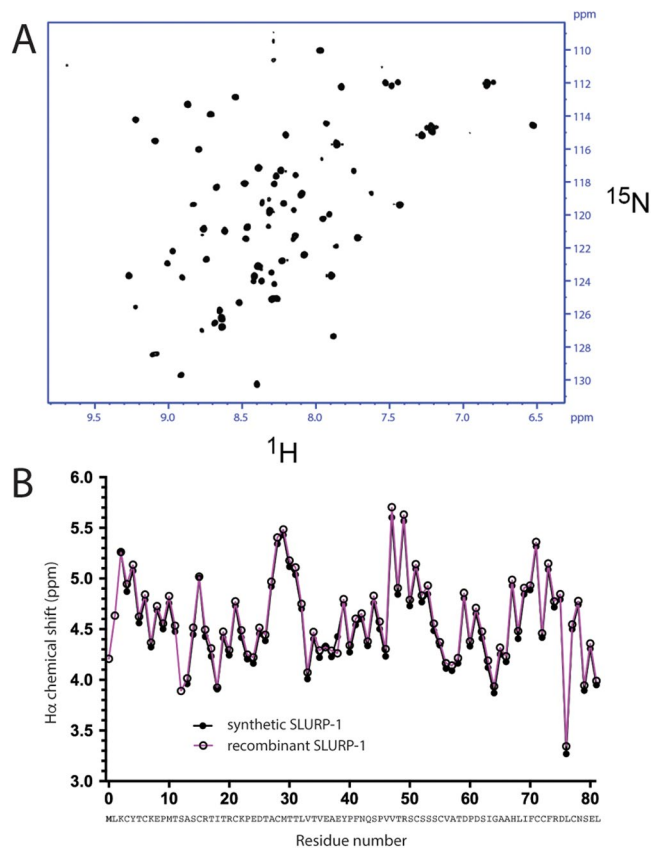 A
ppm
110
112
114
116
118
120
122
124
126
128
130
15N
9.5 9.0 8.5 8.0 7.5 7.0 6.5 ppm
1H
B
6.0
5.5
5.0
4.5
4.0
3.5
3.0
Hα chemical shift (ppm)
synthetic SLURP-1
recombinant SLURP-1
0 10 20 30 40 50 60 70 80
MLKCYTCKEPMTSASCRTITRCKPEDTACMTTLVTVEAEYPFNQSPVVTRSCSSSCVATDPDSIGAAHLIFCCFRDLCNSEL
Residue number